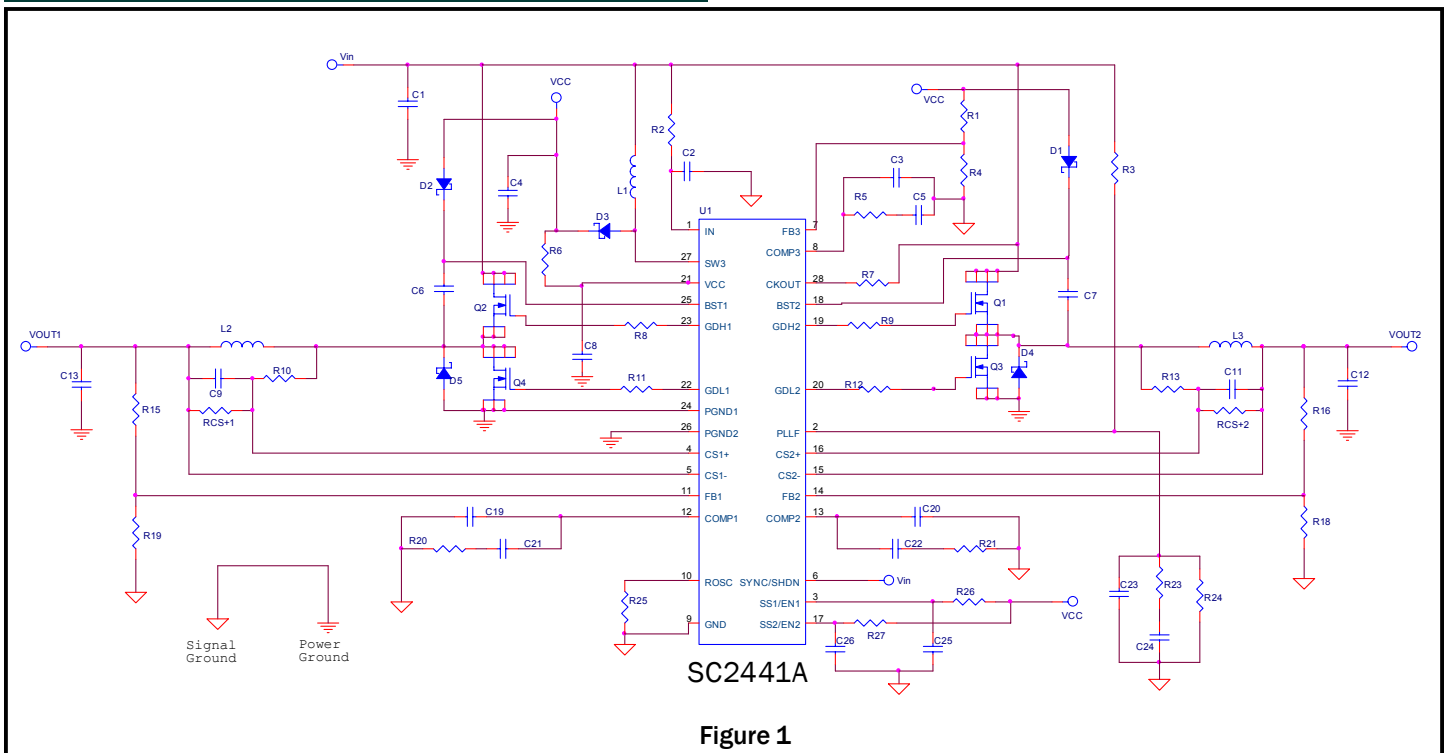 Vin
C1
VCC
R2
C2
D2
C4
L1
D3
R6
C6
Q2
R8
C8
VOUT1
L2
C13
C9
R10
RCS+1
D5
Q4
R11
R15
R19
C19
R20
C21
R25
Signal
Ground
Power
Ground
U1
1 IN
27 SW3
21 VCC
25 BST1
23 GDH1
22 GDL1
24 PGND1
26 PGND2
4 CS1+
5 CS1-
11 FB1
12 COMP1
10 ROSC
9 GND
FB3 7
COMP3 8
CKOUT 28
BST2 18
GDH2 19
GDL2 20
PLLF 2
CS2+ 16
CS2- 15
FB2 14
COMP2 13
SYNC/SHDN 6
SS1/EN1 3
SS2/EN2 17
SC2441A
VCC
R1
D1
R3
C3
R4
R5
C5
R7
C7
Q1
R9
D4
Q3
R12
L3
VOUT2
R13
C11
RCS+2
C12
R16
R18
C20
C22
R21
Vin
R26
VCC
R27
C26
C25
C23
R23
R24
C24
Figure 1